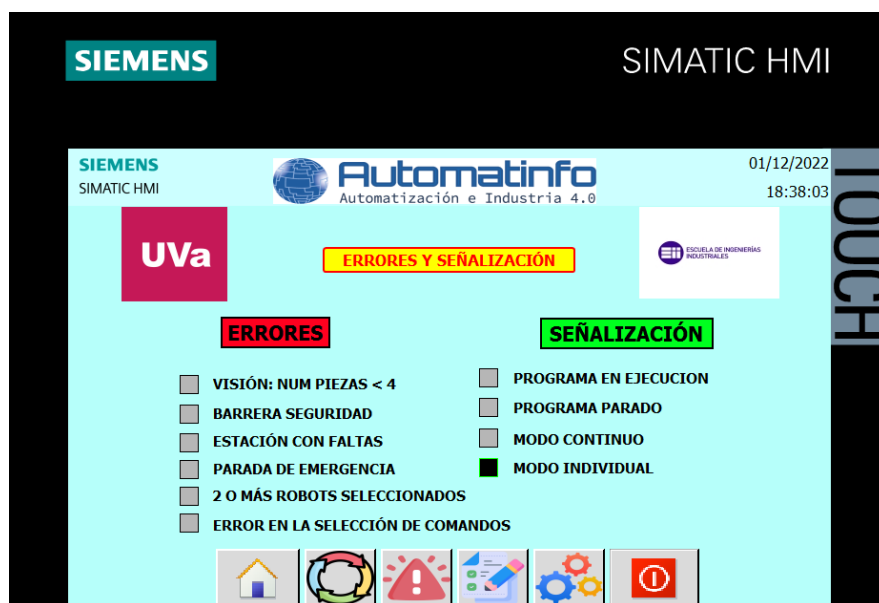 SIEMENS
SIMATIC HMI
TOUCH
SIEMENS
SIMATIC HMI
Automatinfo
Automatización e Industria 4.0
01/12/2022
18:38:03
UVa
ERRORES Y SEÑALIZACIÓN
ESCUELA DE INGENIERÍAS
INDUSTRIALES
ERRORES
VISIÓN: NUM PIEZAS < 4
BARRERA SEGURIDAD
ESTACIÓN CON FALTAS
PARADA DE EMERGENCIA
2 O MÁS ROBOTS SELECCIONADOS
ERROR EN LA SELECCIÓN DE COMANDOS
SEÑALIZACIÓN
PROGRAMA EN EJECUCION
PROGRAMA PARADO
MODO CONTINUO
MODO INDIVIDUAL